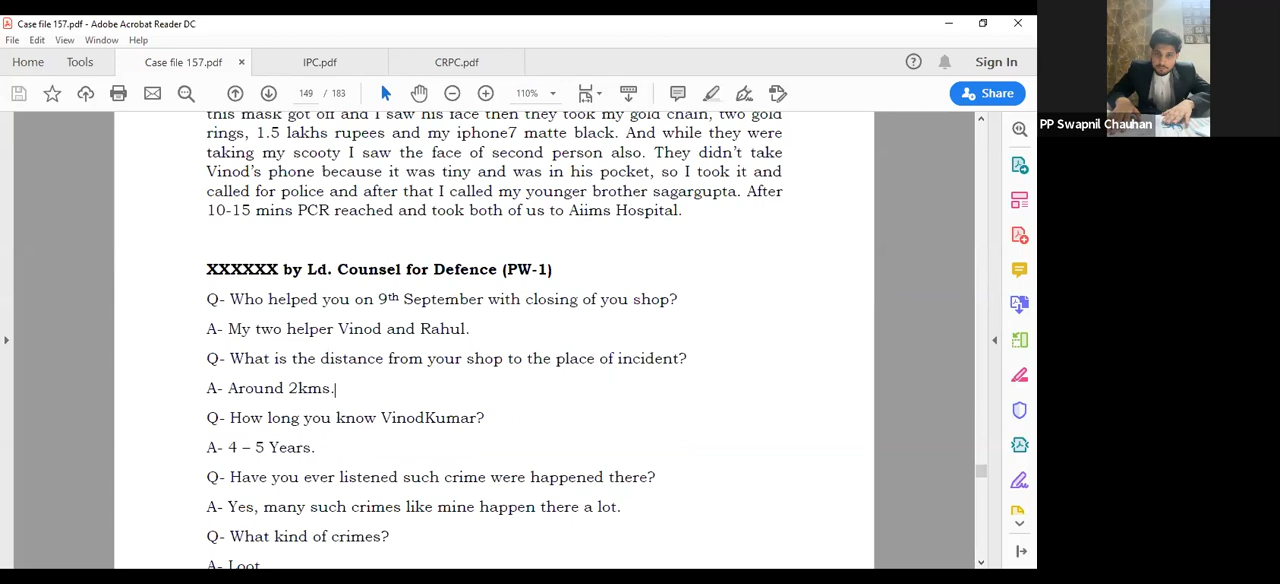 Case file 157.pdf - Adobe Acrobat Reader DC
File Edit View Window Help
Home Tools Case file 157.pdf × IPC.pdf CRPC.pdf Sign In
149 / 183 110% Share
this mask got off and I saw his face then they took my gold chain, two gold
rings, 1.5 lakhs rupees and my iphone7 matte black. And while they were
taking my scooty I saw the face of second person also. They didn't take
Vinod's phone because it was tiny and was in his pocket, so I took it and
called for police and after that I called my younger brother sagargupta. After
10-15 mins PCR reached and took both of us to Aiims Hospital.
XXXXXX by Ld. Counsel for Defence (PW-1)
Q- Who helped you on 9th September with closing of you shop?
A- My two helper Vinod and Rahul.
Q- What is the distance from your shop to the place of incident?
A- Around 2kms.
Q- How long you know VinodKumar?
A- 4 – 5 Years.
Q- Have you ever listened such crime were happened there?
A- Yes, many such crimes like mine happen there a lot.
Q- What kind of crimes?
A- Loot
PP Swapnil Chauhan